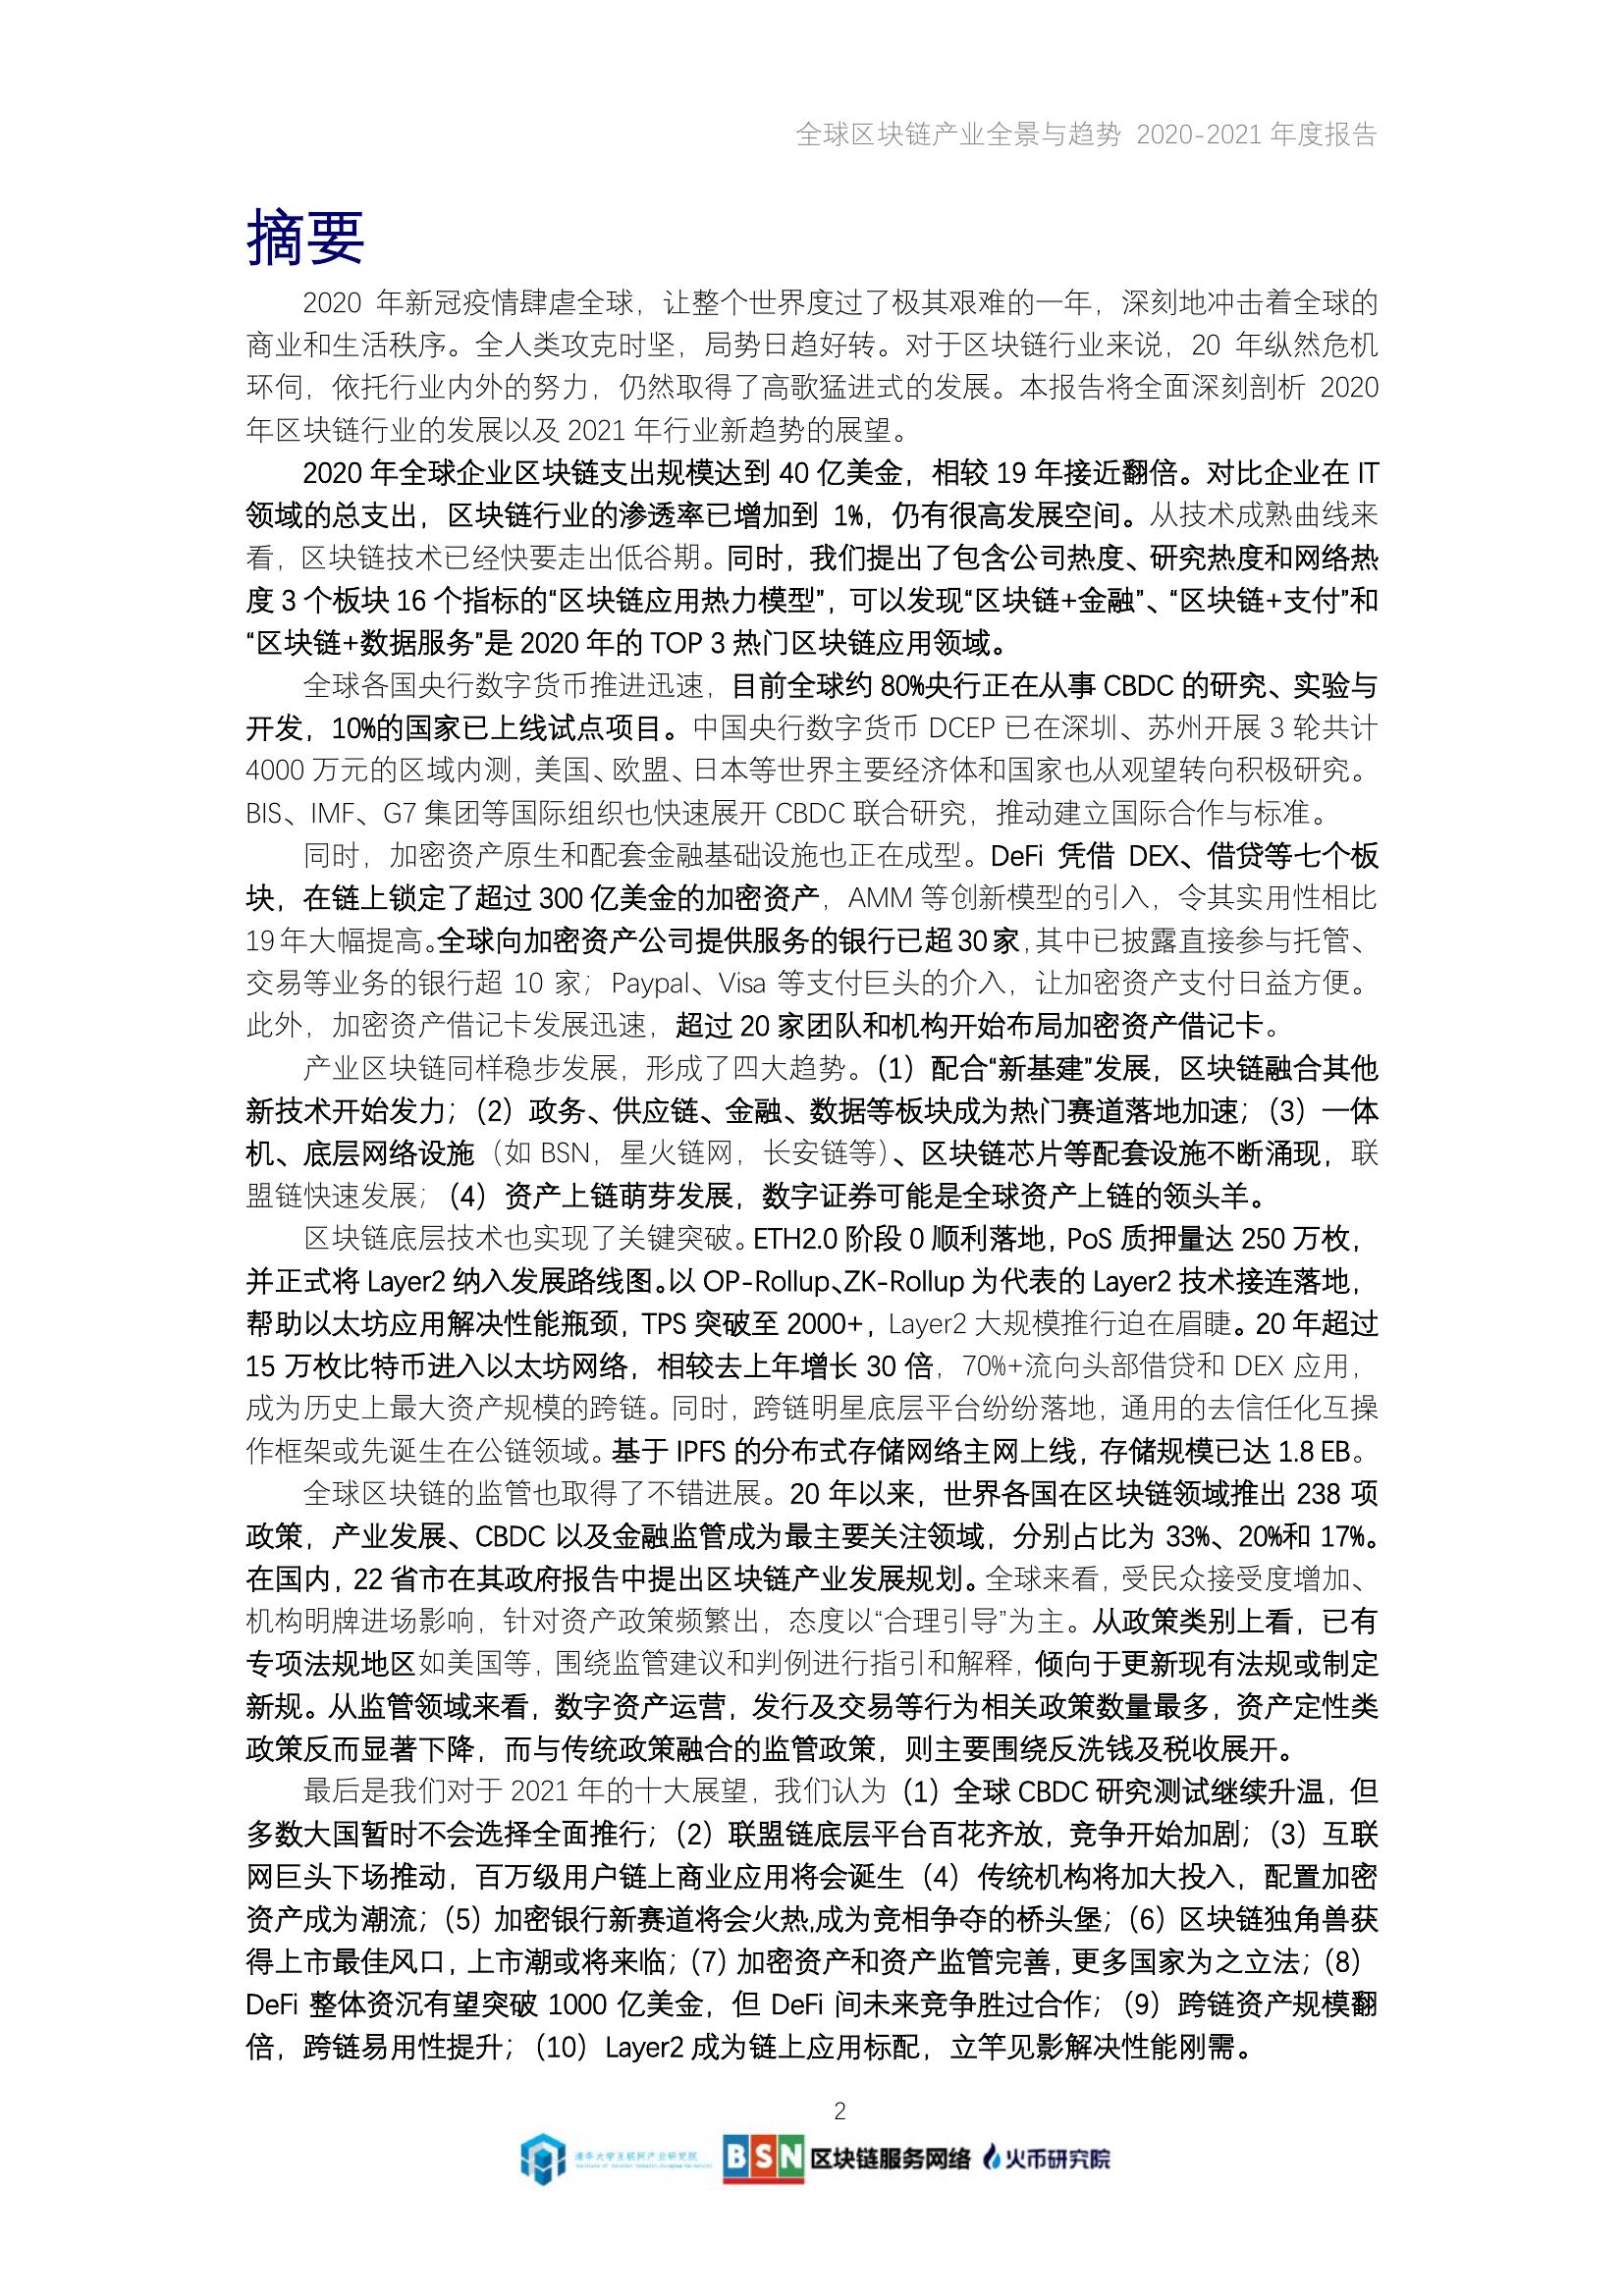 全球区块链产业全景与趋势 2020-2021 年度报告
摘要
2020 年新冠疫情肆虐全球，让整个世界度过了极其艰难的一年，深刻地冲击着全球的
商业和生活秩序。全人类攻克时坚，局势日趋好转。对于区块链行业来说，20 年纵然危机
环伺，依托行业内外的努力，仍然取得了高歌猛进式的发展。本报告将全面深刻剖析 2020
年区块链行业的发展以及 2021 年行业新趋势的展望。
2020 年全球企业区块链支出规模达到 40 亿美金，相较 19 年接近翻倍。对比企业在 IT
领域的总支出，区块链行业的渗透率已增加到 1%，仍有很高发展空间。从技术成熟曲线来
看，区块链技术已经快要走出低谷期。同时，我们提出了包含公司热度、研究热度和网络热
度 3 个板块 16 个指标的“区块链应用热力模型”，可以发现“区块链+金融”、“区块链+支付”和
“区块链+数据服务”是 2020 年的 TOP 3 热门区块链应用领域。
全球各国央行数字货币推进迅速，目前全球约 80%央行正在从事 CBDC 的研究、实验与
开发，10%的国家已上线试点项目。中国央行数字货币 DCEP 已在深圳、苏州开展 3 轮共计
4000 万元的区域内测，美国、欧盟、日本等世界主要经济体和国家也从观望转向积极研究。
BIS、IMF、G7 集团等国际组织也快速展开 CBDC 联合研究，推动建立国际合作与标准。
同时，加密资产原生和配套金融基础设施也正在成型。DeFi 凭借 DEX、借贷等七个板
块，在链上锁定了超过 300 亿美金的加密资产，AMM 等创新模型的引入，令其实用性相比
19 年大幅提高。全球向加密资产公司提供服务的银行已超 30 家，其中已披露直接参与托管、
交易等业务的银行超 10 家；Paypal、Visa 等支付巨头的介入，让加密资产支付日益方便。
此外，加密资产借记卡发展迅速，超过 20 家团队和机构开始布局加密资产借记卡。
产业区块链同样稳步发展，形成了四大趋势。（1）配合“新基建”发展，区块链融合其他
新技术开始发力；（2）政务、供应链、金融、数据等板块成为热门赛道落地加速；（3）一体
机、底层网络设施（如 BSN，星火链网，长安链等）、区块链芯片等配套设施不断涌现，联
盟链快速发展；（4）资产上链萌芽发展，数字证券可能是全球资产上链的领头羊。
区块链底层技术也实现了关键突破。ETH2.0 阶段 0 顺利落地，PoS 质押量达 250 万枚，
并正式将 Layer2 纳入发展路线图。以 OP-Rollup、ZK-Rollup 为代表的 Layer2 技术接连落地，
帮助以太坊应用解决性能瓶颈，TPS 突破至 2000+，Layer2 大规模推行迫在眉睫。20 年超过
15 万枚比特币进入以太坊网络，相较去上年增长 30 倍，70%+流向头部借贷和 DEX 应用，
成为历史上最大资产规模的跨链。同时，跨链明星底层平台纷纷落地，通用的去信任化互操
作框架或先诞生在公链领域。基于 IPFS 的分布式存储网络主网上线，存储规模已达 1.8 EB。
全球区块链的监管也取得了不错进展。20 年以来，世界各国在区块链领域推出 238 项
政策，产业发展、CBDC 以及金融监管成为最主要关注领域，分别占比为 33%、20%和 17%。
在国内，22 省市在其政府报告中提出区块链产业发展规划。全球来看，受民众接受度增加、
机构明牌进场影响，针对资产政策频繁出，态度以“合理引导”为主。从政策类别上看，已有
专项法规地区如美国等，围绕监管建议和判例进行指引和解释，倾向于更新现有法规或制定
新规。从监管领域来看，数字资产运营，发行及交易等行为相关政策数量最多，资产定性类
政策反而显著下降，而与传统政策融合的监管政策，则主要围绕反洗钱及税收展开。
最后是我们对于 2021 年的十大展望，我们认为（1）全球 CBDC 研究测试继续升温，但
多数大国暂时不会选择全面推行；（2）联盟链底层平台百花齐放，竞争开始加剧；（3）互联
网巨头下场推动，百万级用户链上商业应用将会诞生（4）传统机构将加大投入，配置加密
资产成为潮流；（5）加密银行新赛道将会火热,成为竞相争夺的桥头堡；（6）区块链独角兽获
得上市最佳风口，上市潮或将来临；（7）加密资产和资产监管完善，更多国家为之立法；（8）
DeFi 整体资沉有望突破 1000 亿美金，但 DeFi 间未来竞争胜过合作；（9）跨链资产规模翻
倍，跨链易用性提升；（10）Layer2 成为链上应用标配，立竿见影解决性能刚需。
2
清华大学互联网产业研究院
BSN 区块链服务网络 火币研究院